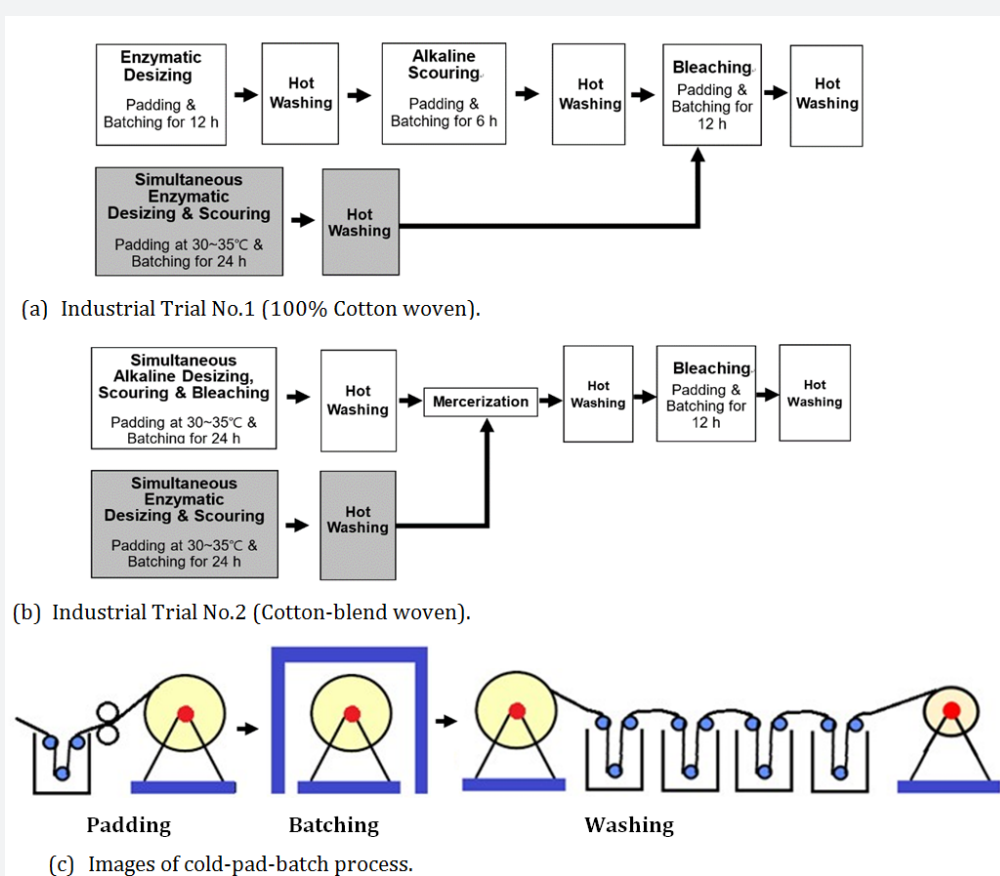 Enzymatic
Desizing
Padding &
Batching for 12 h
Hot
Washing
Alkaline
Scouring
Padding &
Batching for 6 h
Hot
Washing
Bleaching
Padding &
Batching for
12 h
Hot
Washing
Simultaneous
Enzymatic
Desizing & Scouring
Padding at 30~35℃ &
Batching for 24 h
Hot
Washing
(a) Industrial Trial No.1 (100% Cotton woven).
Simultaneous
Alkaline Desizing,
Scouring & Bleaching
Padding at 30~35℃ &
Batching for 24 h
Hot
Washing
Mercerization
Hot
Washing
Bleaching
Padding &
Batching for
12 h
Hot
Washing
Simultaneous
Enzymatic
Desizing & Scouring
Padding at 30~35℃ &
Batching for 24 h
Hot
Washing
(b) Industrial Trial No.2 (Cotton-blend woven).
Padding
Batching
Washing
(c) Images of cold-pad-batch process.